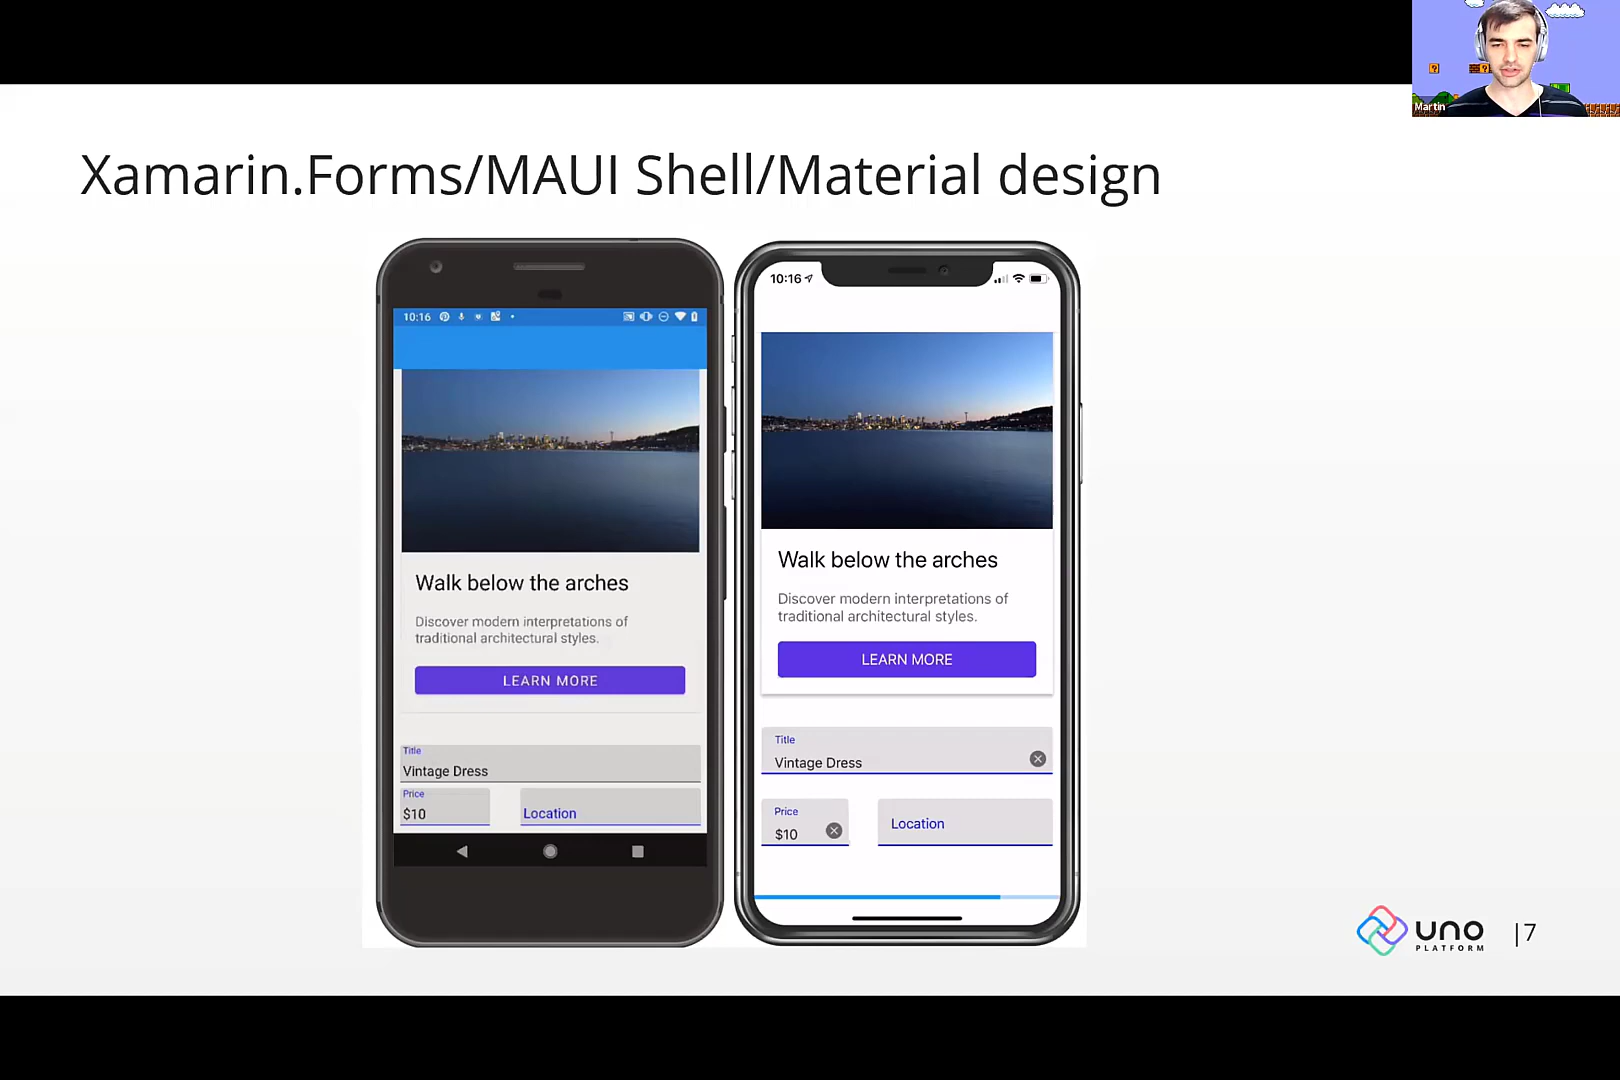 Martin
Xamarin.Forms/MAUI Shell/Material design
10:16
Walk below the arches
Discover modern interpretations of
traditional architectural styles.
LEARN MORE
Title
Vintage Dress
Price
$10
Location
10:16
Walk below the arches
Discover modern interpretations of
traditional architectural styles.
LEARN MORE
Title
Vintage Dress
Price
$10
Location
UNO
PLATFORM
|7